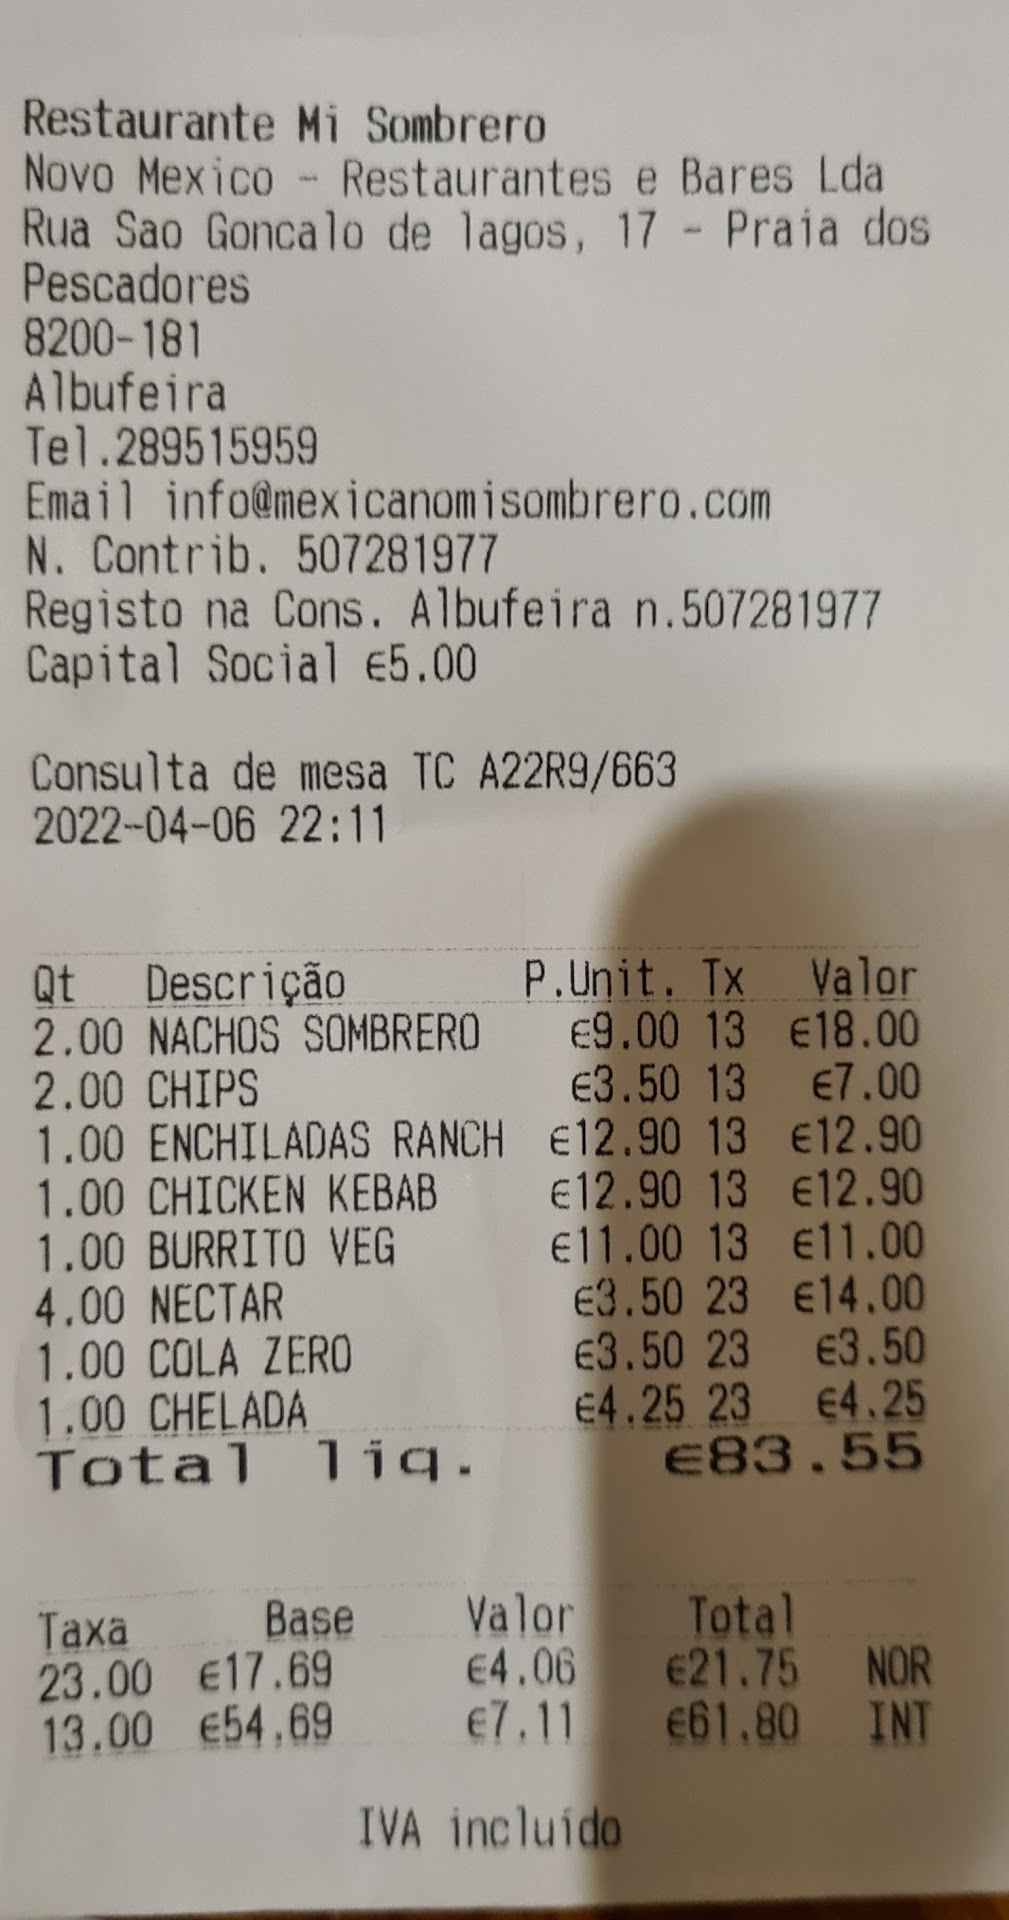 Restaurante Mi Sombrero
Novo Mexico - Restaurantes e Bares Lda
Rua Sao Goncalo de lagos, 17 - Praia dos
Pescadores
8200-181
Albufeira
Tel.289515959
Email info@mexicanomisombrero.com
N. Contrib. 507281977
Registo na Cons. Albufeira n.507281977
Capital Social €5.00
Consulta de mesa TC A22R9/663
2022-04-06 22:11
Qt Descrição P.Unit. Tx Valor
2.00 NACHOS SOMBRERO €9.00 13 €18.00
2.00 CHIPS €3.50 13 €7.00
1.00 ENCHILADAS RANCH €12.90 13 €12.90
1.00 CHICKEN KEBAB €12.90 13 €12.90
1.00 BURRITO VEG €11.00 13 €11.00
4.00 NECTAR €3.50 23 €14.00
1.00 COLA ZERO €3.50 23 €3.50
1.00 CHELADA €4.25 23 €4.25
Total liq. €83.55
Taxa Base Valor Total
23.00 €17.69 €4.06 €21.75 NOR
13.00 €54.69 €7.11 €61.80 INT
IVA incluído